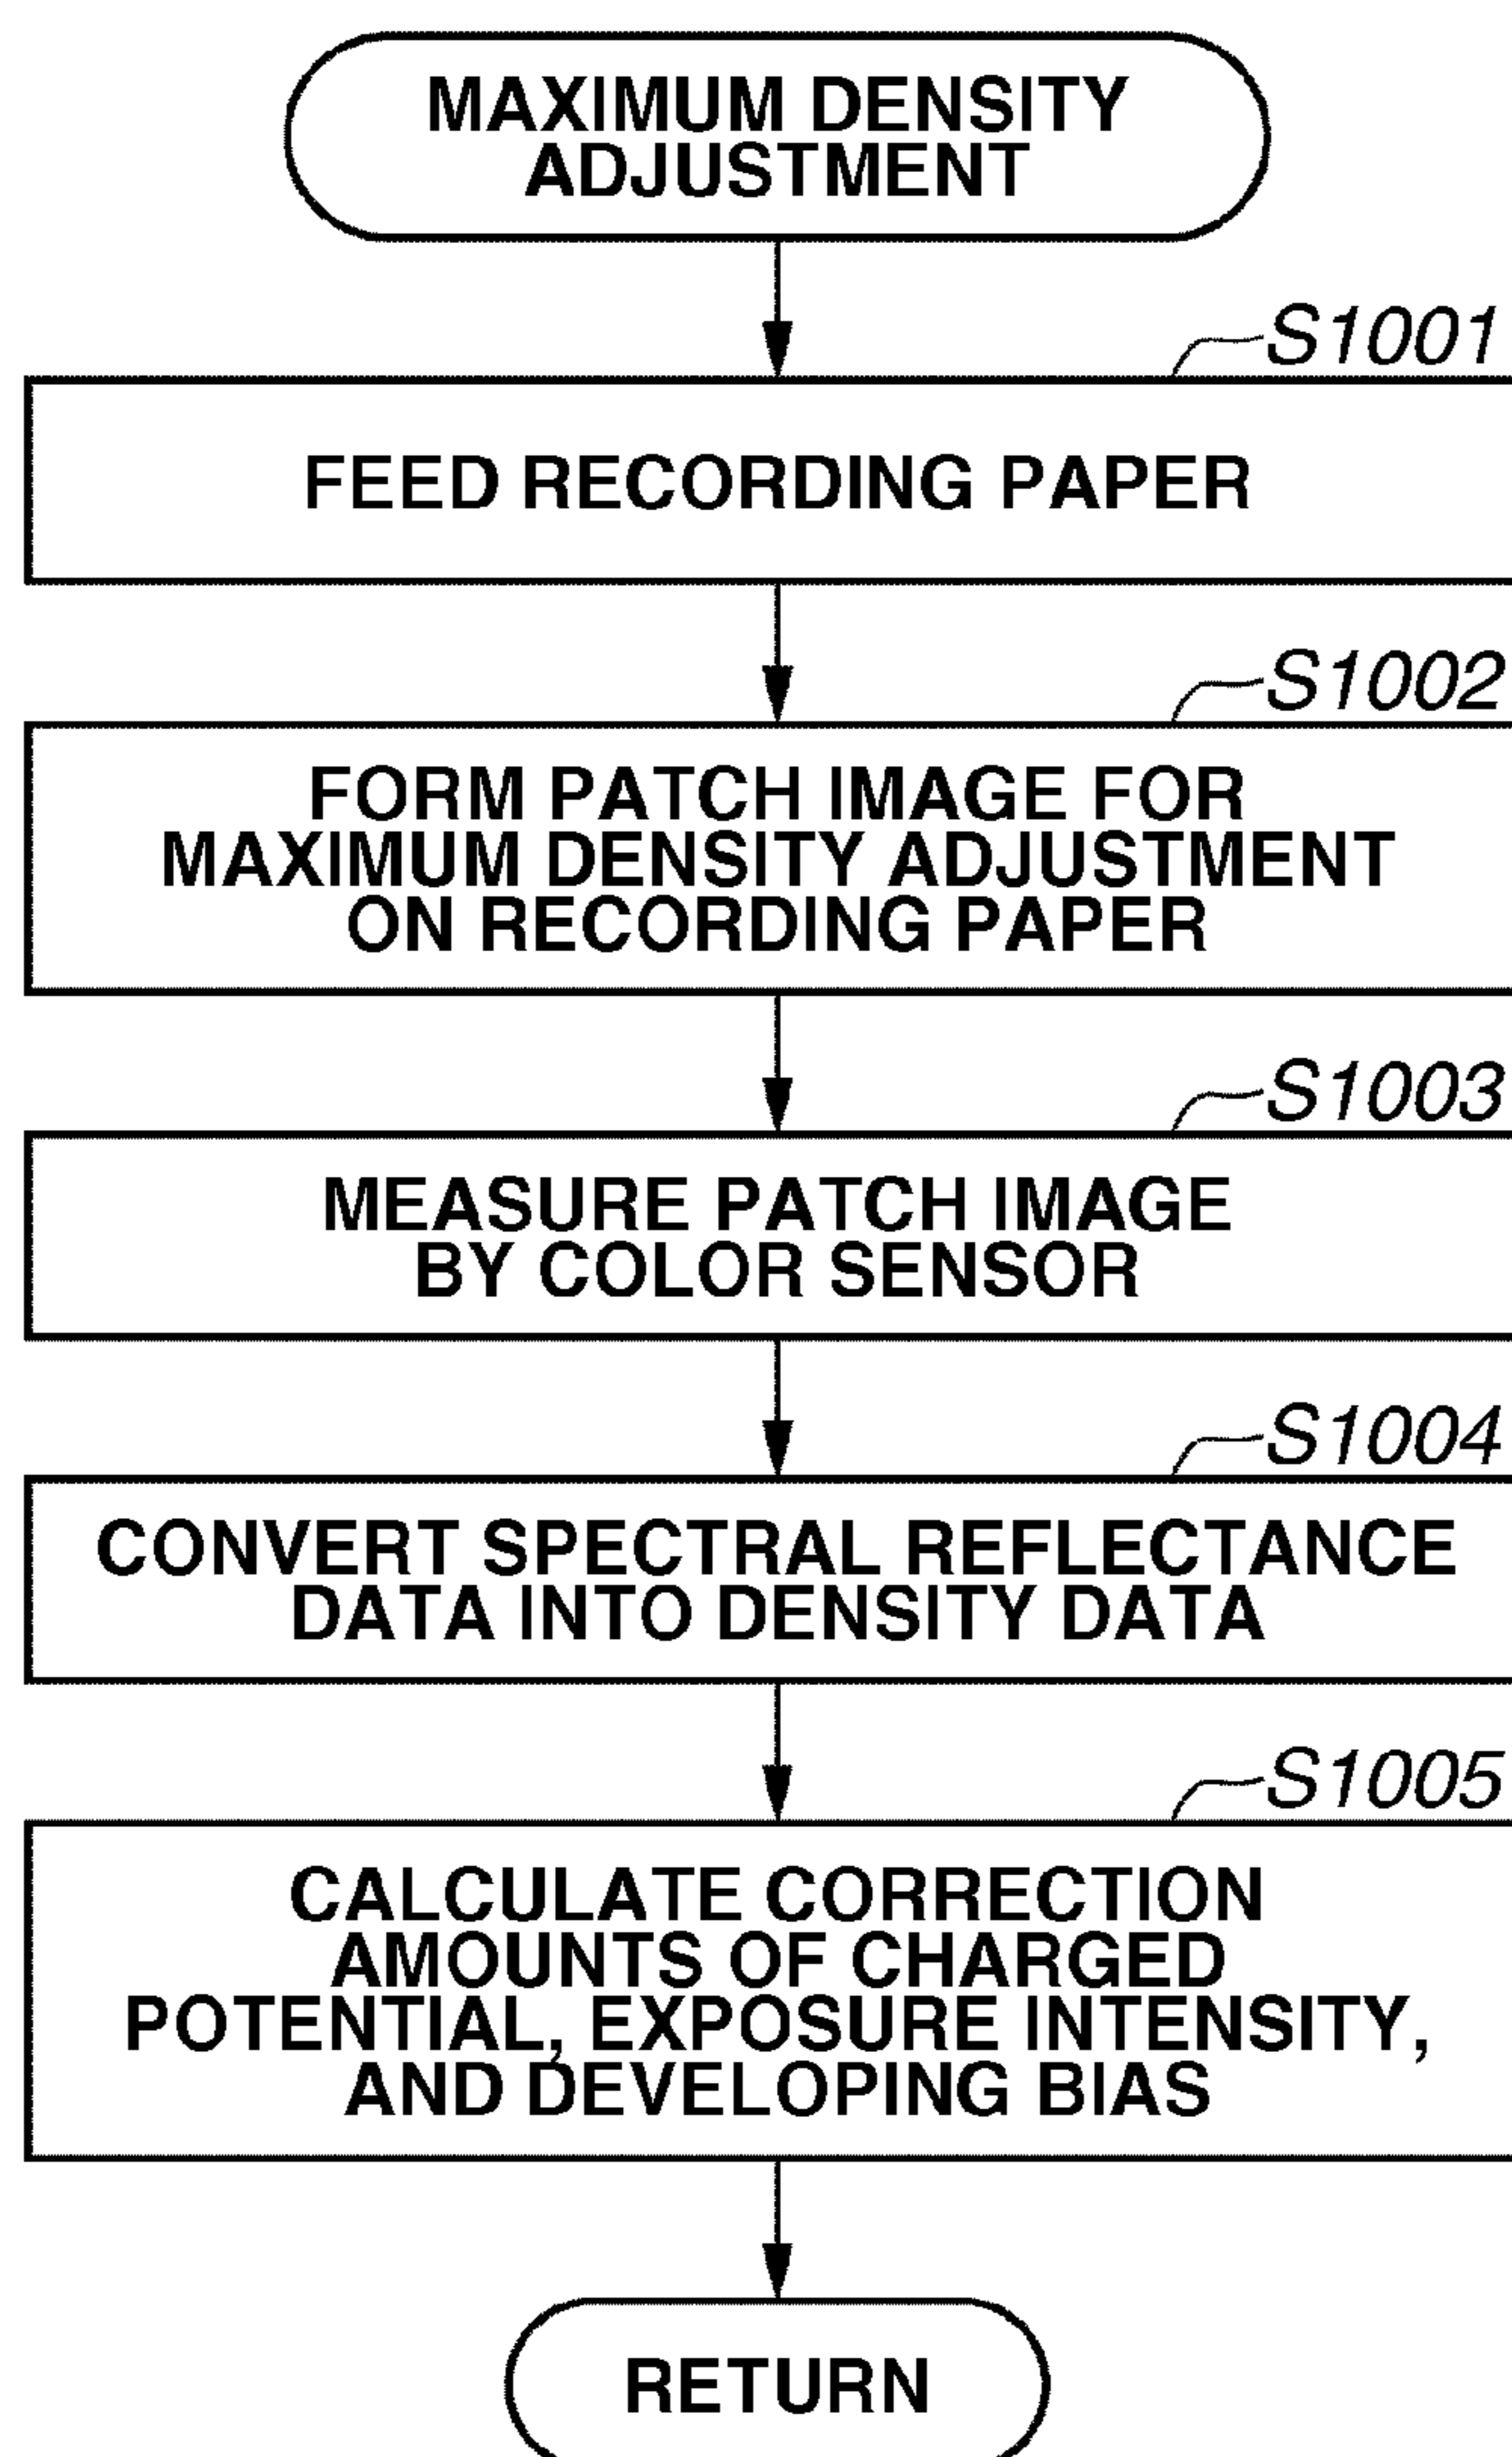 MAXIMUM DENSITY
ADJUSTMENT
S1001
FEED RECORDING PAPER
S1002
FORM PATCH IMAGE FOR
MAXIMUM DENSITY ADJUSTMENT
ON RECORDING PAPER
S1003
MEASURE PATCH IMAGE
BY COLOR SENSOR
S1004
CONVERT SPECTRAL REFLECTANCE
DATA INTO DENSITY DATA
S1005
CALCULATE CORRECTION
AMOUNTS OF CHARGED
POTENTIAL, EXPOSURE INTENSITY,
AND DEVELOPING BIAS
RETURN